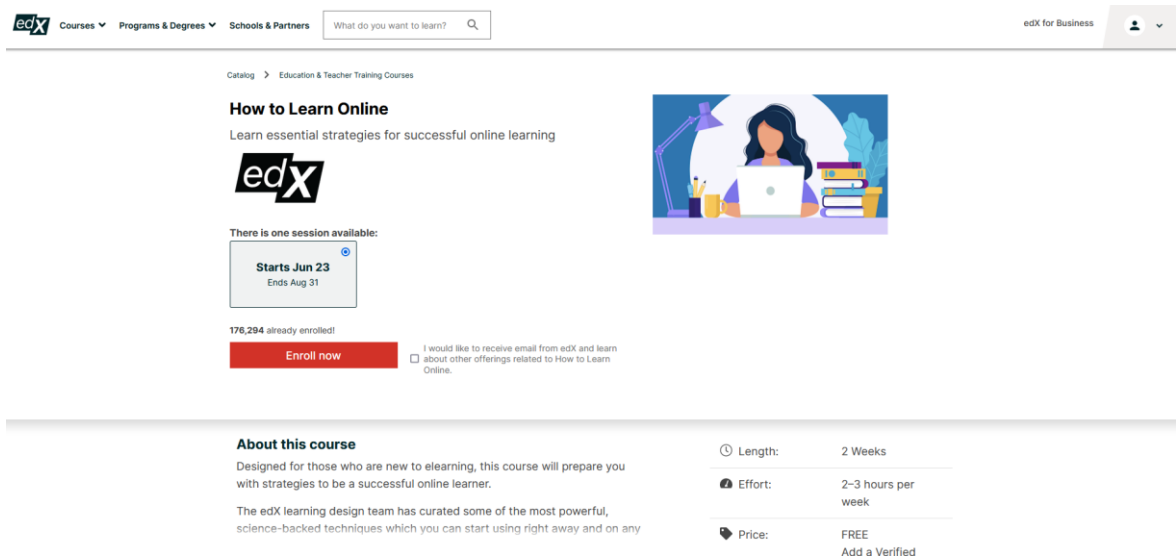 edX Courses Programs & Degrees Schools & Partners What do you want to learn? edX for Business
Catalog > Education & Teacher Training Courses
How to Learn Online
Learn essential strategies for successful online learning
edX
There is one session available:
Starts Jun 23
Ends Aug 31
176,294 already enrolled!
Enroll now
I would like to receive email from edX and learn
about other offerings related to How to Learn
Online.
About this course
Designed for those who are new to elearning, this course will prepare you
with strategies to be a successful online learner.
The edX learning design team has curated some of the most powerful,
science-backed techniques which you can start using right away and on any
Length: 2 Weeks
Effort: 2–3 hours per
week
Price: FREE
Add a Verified